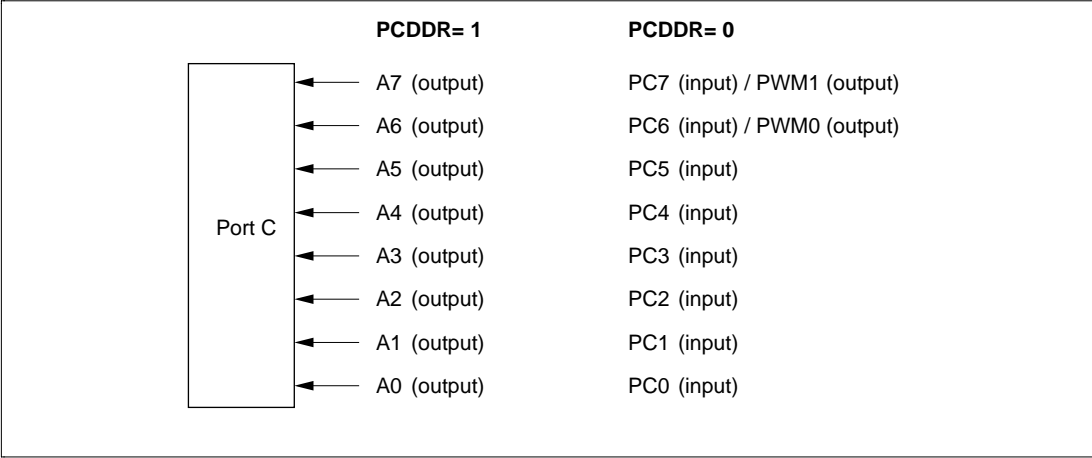 PCDDR= 1 PCDDR= 0
A7 (output) PC7 (input) / PWM1 (output)
A6 (output) PC6 (input) / PWM0 (output)
A5 (output) PC5 (input)
A4 (output) PC4 (input)
Port C
A3 (output) PC3 (input)
A2 (output) PC2 (input)
A1 (output) PC1 (input)
A0 (output) PC0 (input)